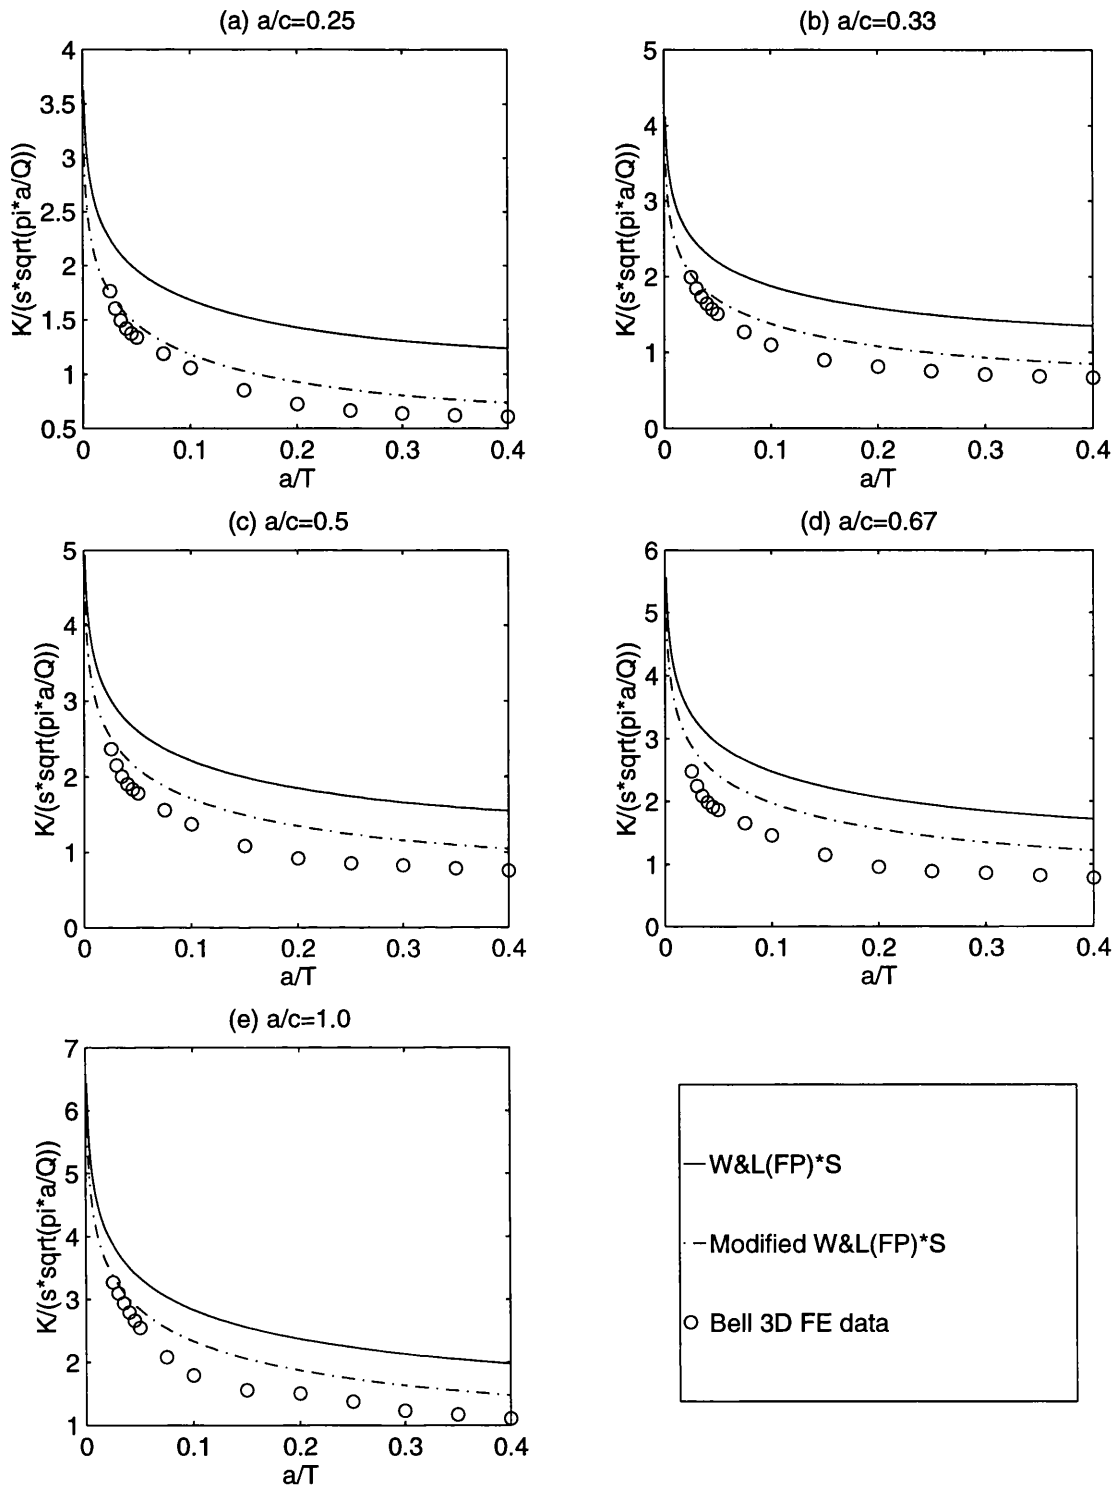 (a) a/c=0.25
4
3.5
3
2.5
2
1.5
1
0.5
K/(s*sqrt(pi*a/Q))
0 0.1 0.2 0.3 0.4
a/T
(b) a/c=0.33
5
4
3
2
1
0
K/(s*sqrt(pi*a/Q))
0 0.1 0.2 0.3 0.4
a/T
(c) a/c=0.5
5
4
3
2
1
0
K/(s*sqrt(pi*a/Q))
0 0.1 0.2 0.3 0.4
a/T
(d) a/c=0.67
6
5
4
3
2
1
0
K/(s*sqrt(pi*a/Q))
0 0.1 0.2 0.3 0.4
a/T
(e) a/c=1.0
7
6
5
4
3
2
1
K/(s*sqrt(pi*a/Q))
0 0.1 0.2 0.3 0.4
a/T
W&L(FP)*S
Modified W&L(FP)*S
Bell 3D FE data